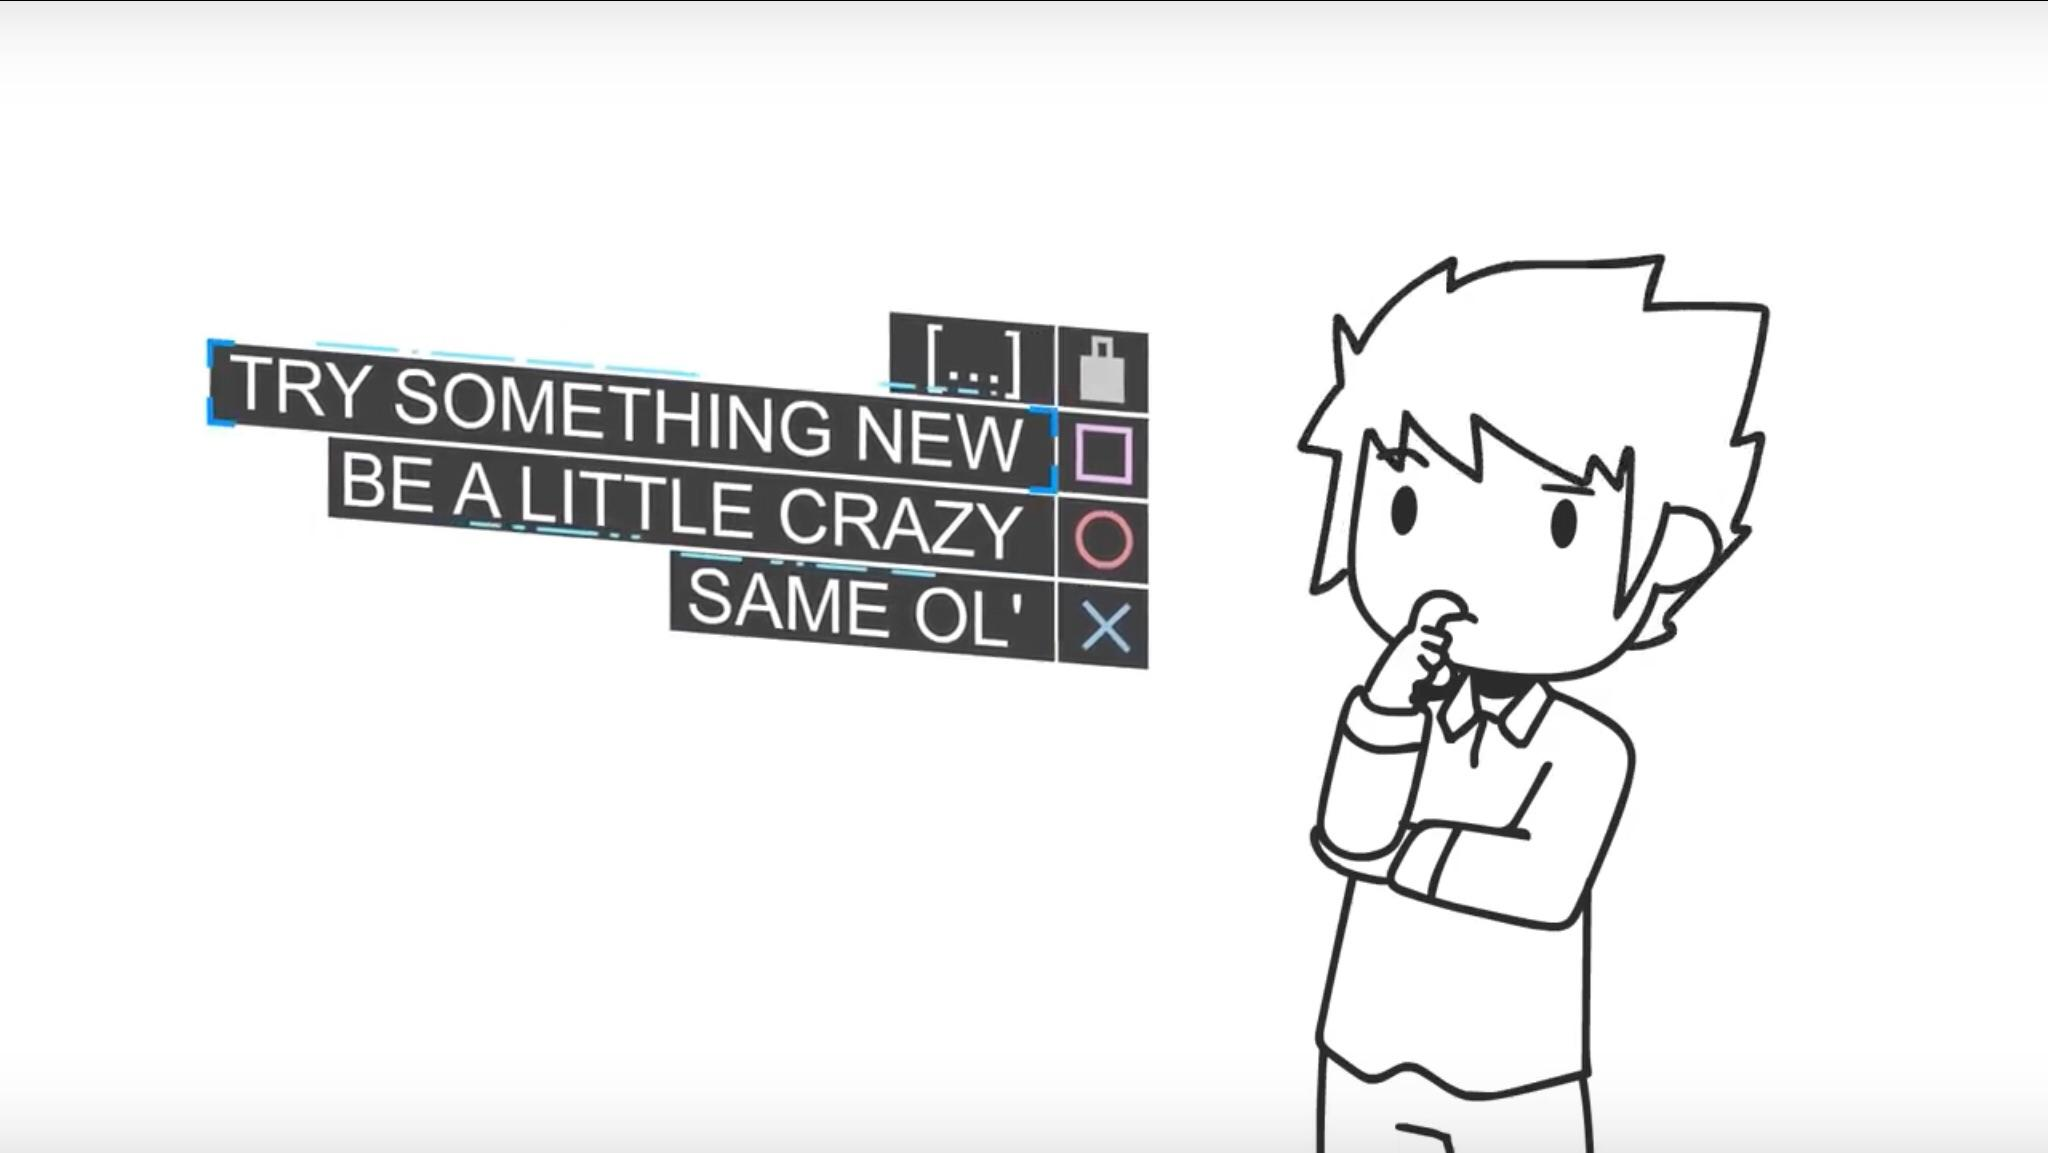 [...]
TRY SOMETHING NEW
BE A LITTLE CRAZY
SAME OL'